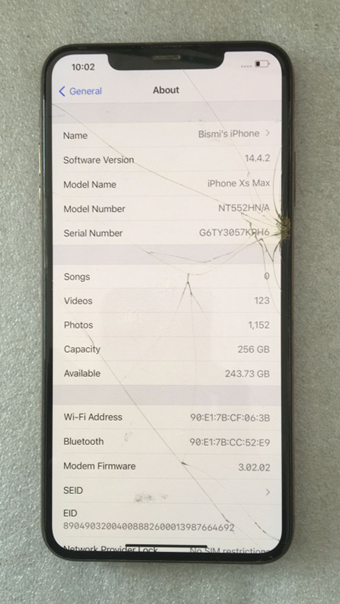 10:02
General
About
Name Bismi's iPhone
Software Version 14.4.2
Model Name iPhone Xs Max
Model Number NT552HN/A
Serial Number
Songs 0
Videos 123
Photos 1,152
Capacity 256 GB
Available 243.73 GB
Wi-Fi Address 90:E1:7B:CF:06:3B
Bluetooth 90:E1:7B:CC:52:E9
Modem Firmware 3.02.02
SEID
EID
89049032004008882600013987664692
Network Provider Lock No SIM restrictions